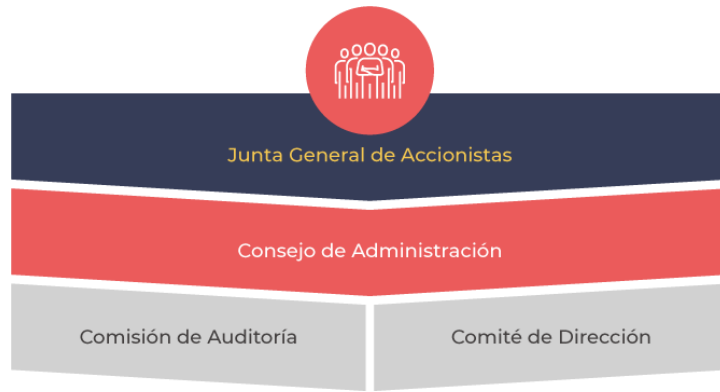 Junta General de Accionistas
Consejo de Administración
Comisión de Auditoría
Comité de Dirección